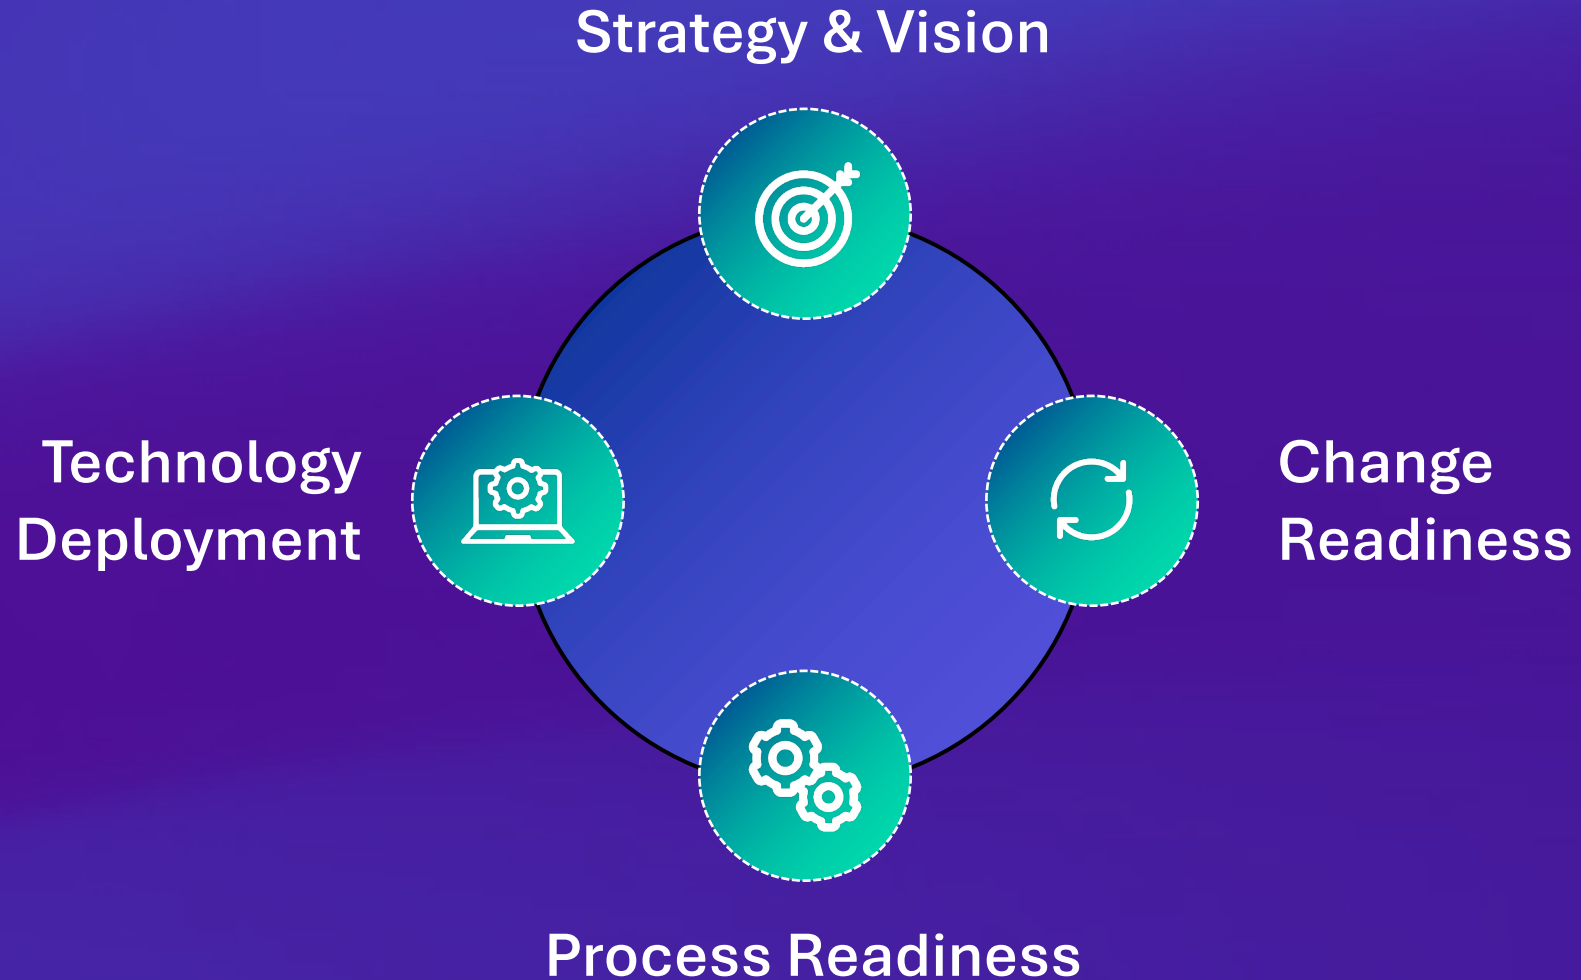 Strategy & Vision
Technology
Deployment
Change
Readiness
Process Readiness